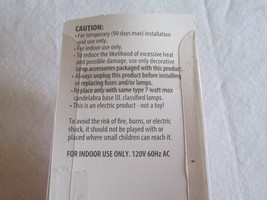 CAUTION:
• For temporary (90 days max) installation
and use only.
• For indoor use only.
• To reduce the likelihood of excessive heat
and possible damage, use only decorative
lamp accessories packaged with this product.
• Always unplug this product before installing
or replacing fuses and/or lamps.
• Replace only with same type 7 watt max
candelabra base UL classified lamps.
• This is an electric product - not a toy!
To avoid the risk of fire, burns, or electric
shock, it should not be played with or
placed where small children can reach it.
FOR INDOOR USE ONLY. 120V 60Hz AC